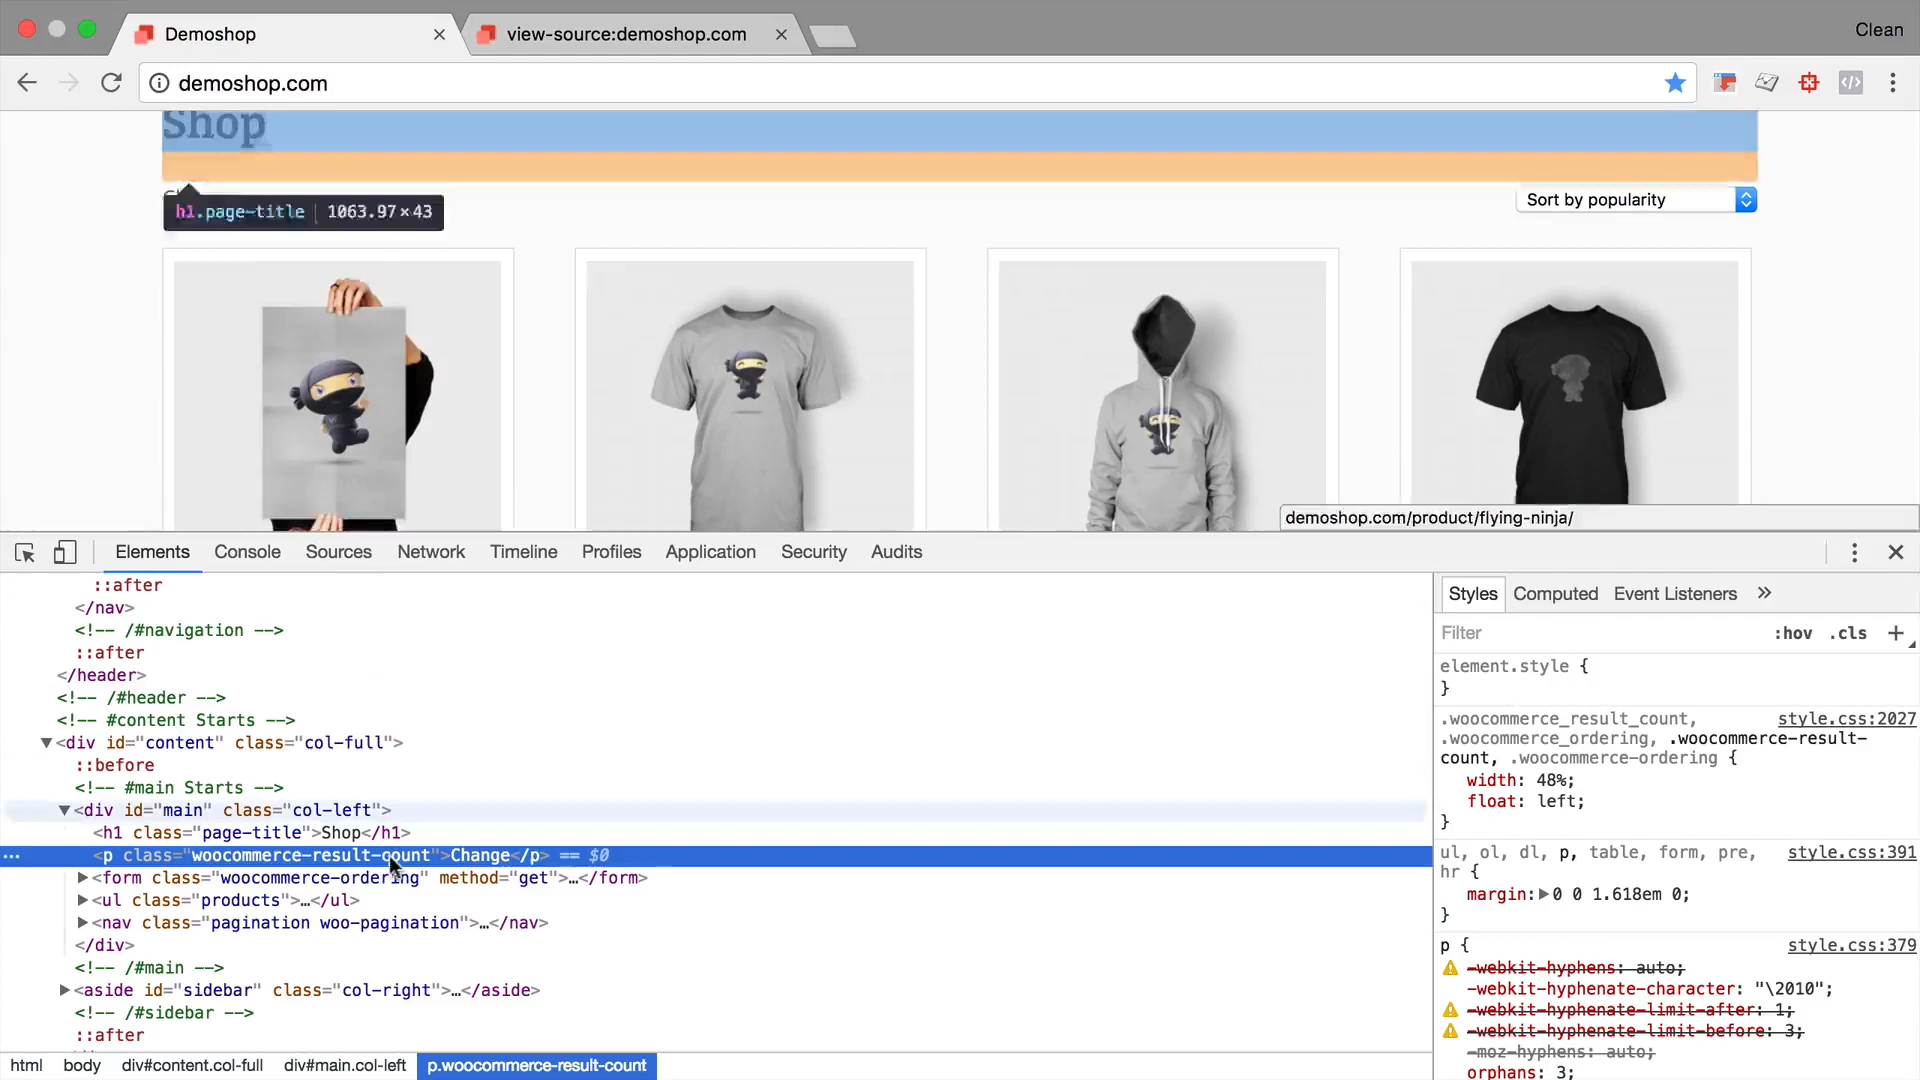 Demoshop
view-source:demoshop.com
Clean
demoshop.com
Shop
h1.page-title | 1063.97×43
Sort by popularity
demoshop.com/product/flying-ninja/
Elements Console Sources Network Timeline Profiles Application Security Audits
::after
</nav>
<!-- /#navigation -->
::after
</header>
<!-- /#header -->
<!-- #content Starts -->
▼<div id="content" class="col-full">
::before
<!-- #main Starts -->
▼<div id="main" class="col-left">
<h1 class="page-title">Shop</h1>
<p class="woocommerce-result-count">Change</p> == $0
▶<form class="woocommerce-ordering" method="get">…</form>
▶<ul class="products">…</ul>
▶<nav class="pagination woo-pagination">…</nav>
</div>
<!-- /#main -->
▶<aside id="sidebar" class="col-right">…</aside>
<!-- /#sidebar -->
::after
html body div#content.col-full div#main.col-left p.woocommerce-result-count
Styles Computed Event Listeners »
Filter :hov .cls +
element.style {
}
.woocommerce_result_count, style.css:2027
.woocommerce_ordering, .woocommerce-result-
count, .woocommerce-ordering {
width: 48%;
float: left;
}
ul, ol, dl, p, table, form, pre, style.css:391
hr {
margin:▶0 0 1.618em 0;
}
p { style.css:379
-webkit-hyphens: auto;
-webkit-hyphenate-character: "\2010";
-webkit-hyphenate-limit-after: 1;
-webkit-hyphenate-limit-before: 3;
-moz-hyphens: auto;
orphans: 3;